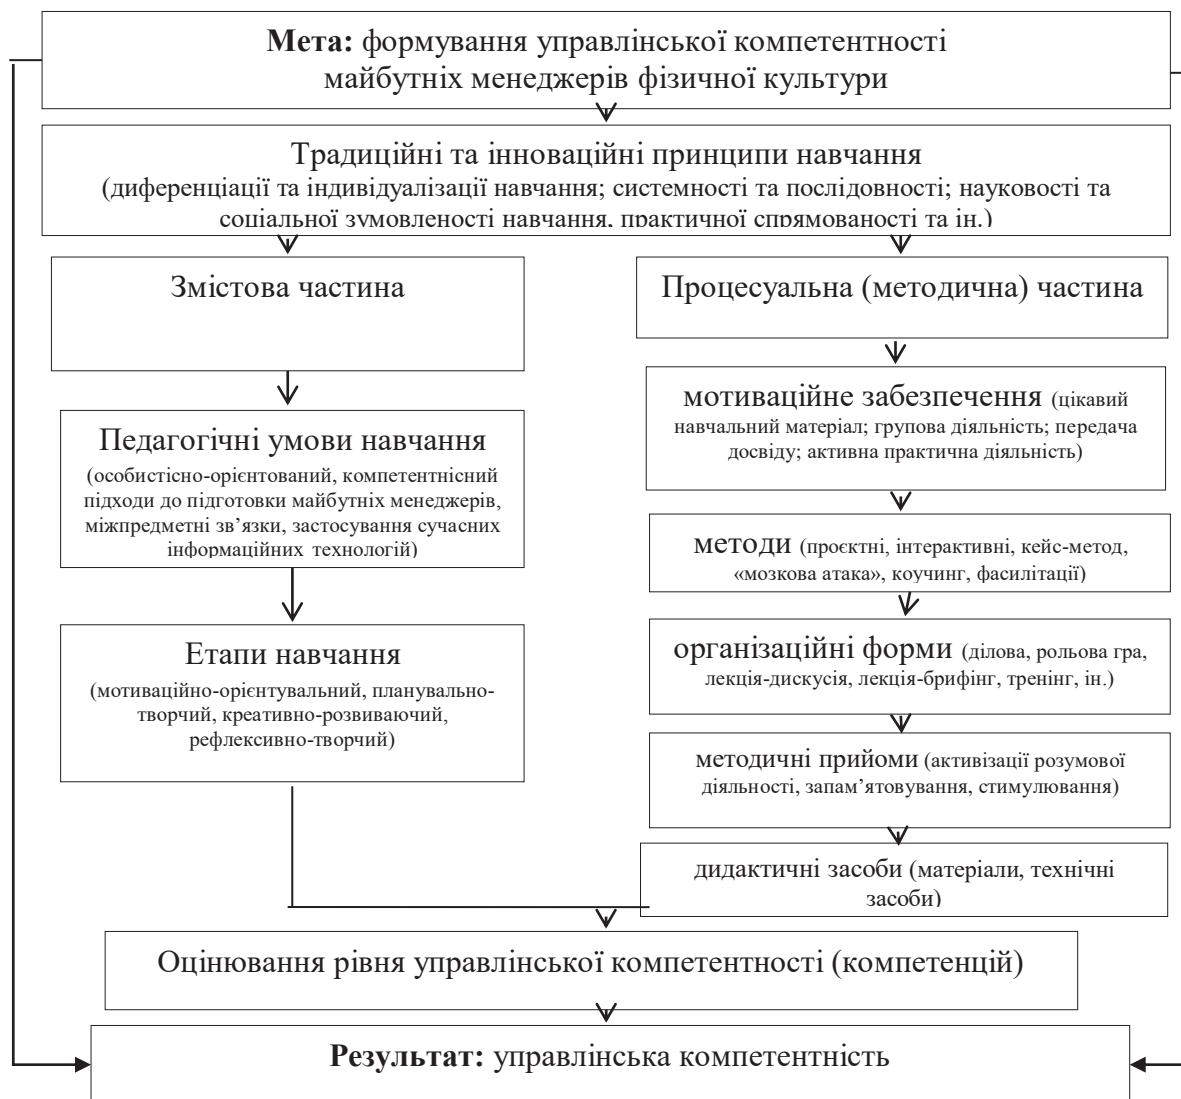 Мета: формування управлінської компетентності
майбутніх менеджерів фізичної культури
Традиційні та інноваційні принципи навчання
(диференціації та індивідуалізації навчання; системності та послідовності; науковості та
соціальної зумовленості навчання, практичної спрямованості та ін.)
Змістова частина
Педагогічні умови навчання
(особистісно-орієнтований, компетентнісний
підходи до підготовки майбутніх менеджерів,
міжпредметні зв’язки, застосування сучасних
інформаційних технологій)
Етапи навчання
(мотиваційно-орієнтувальний, планувально-
творчий, креативно-розвиваючий,
рефлексивно-творчий)
Процесуальна (методична) частина
мотиваційне забезпечення (цікавий
навчальний матеріал; групова діяльність; передача
досвіду; активна практична діяльність)
методи (проєктні, інтерактивні, кейс-метод,
«мозкова атака», коучинг, фасилітації)
організаційні форми (ділова, рольова гра,
лекція-дискусія, лекція-брифінг, тренінг, ін.)
методичні прийоми (активізації розумової
діяльності, запам’ятовування, стимулювання)
дидактичні засоби (матеріали, технічні
засоби)
Оцінювання рівня управлінської компетентності (компетенцій)
Результат: управлінська компетентність